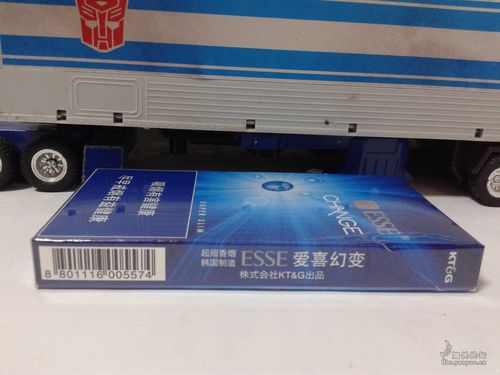 吸烟有害健康
尽早戒烟有益健康
SUPER SLIM
CHANGE
ESSE
8 801116 005574
超细香烟
韩国制造
ESSE 爱喜幻变
株式会社KT&G出品
KT&G